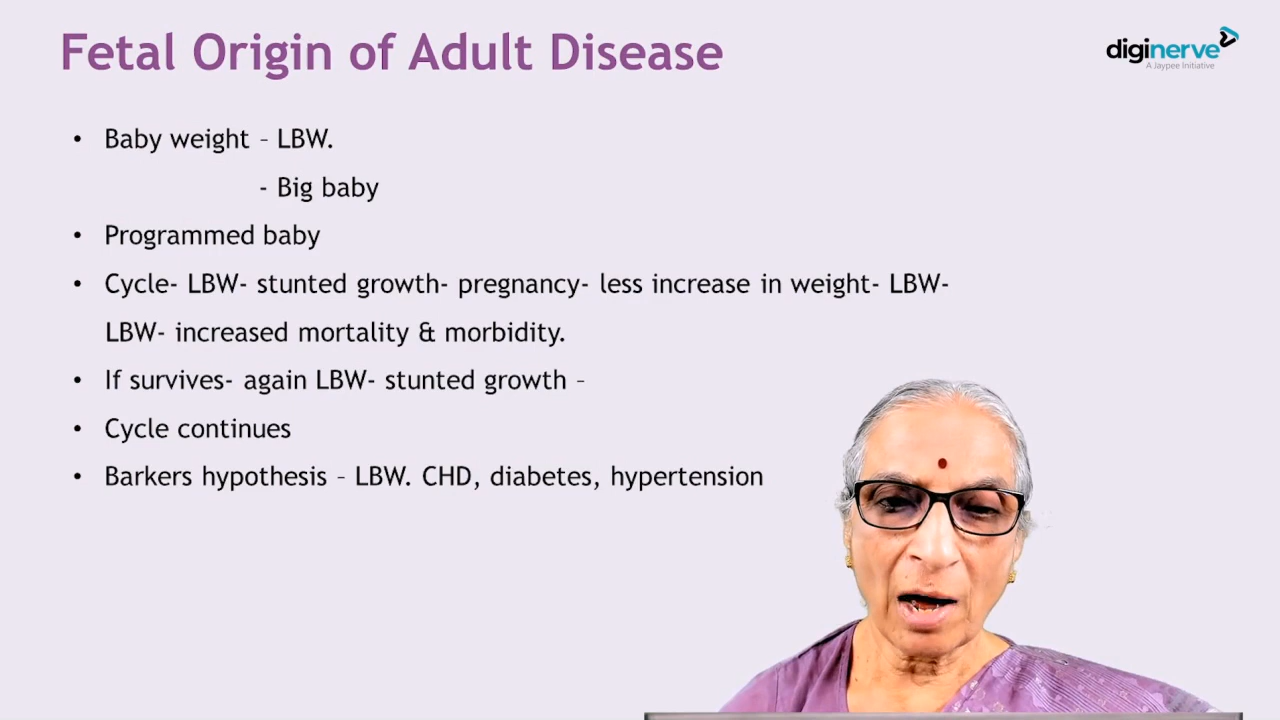 Fetal Origin of Adult Disease
diginerve
A Jaypee Initiative
• Baby weight – LBW.
- Big baby
• Programmed baby
• Cycle- LBW- stunted growth- pregnancy- less increase in weight- LBW-
LBW- increased mortality & morbidity.
• If survives- again LBW- stunted growth –
• Cycle continues
• Barkers hypothesis – LBW. CHD, diabetes, hypertension